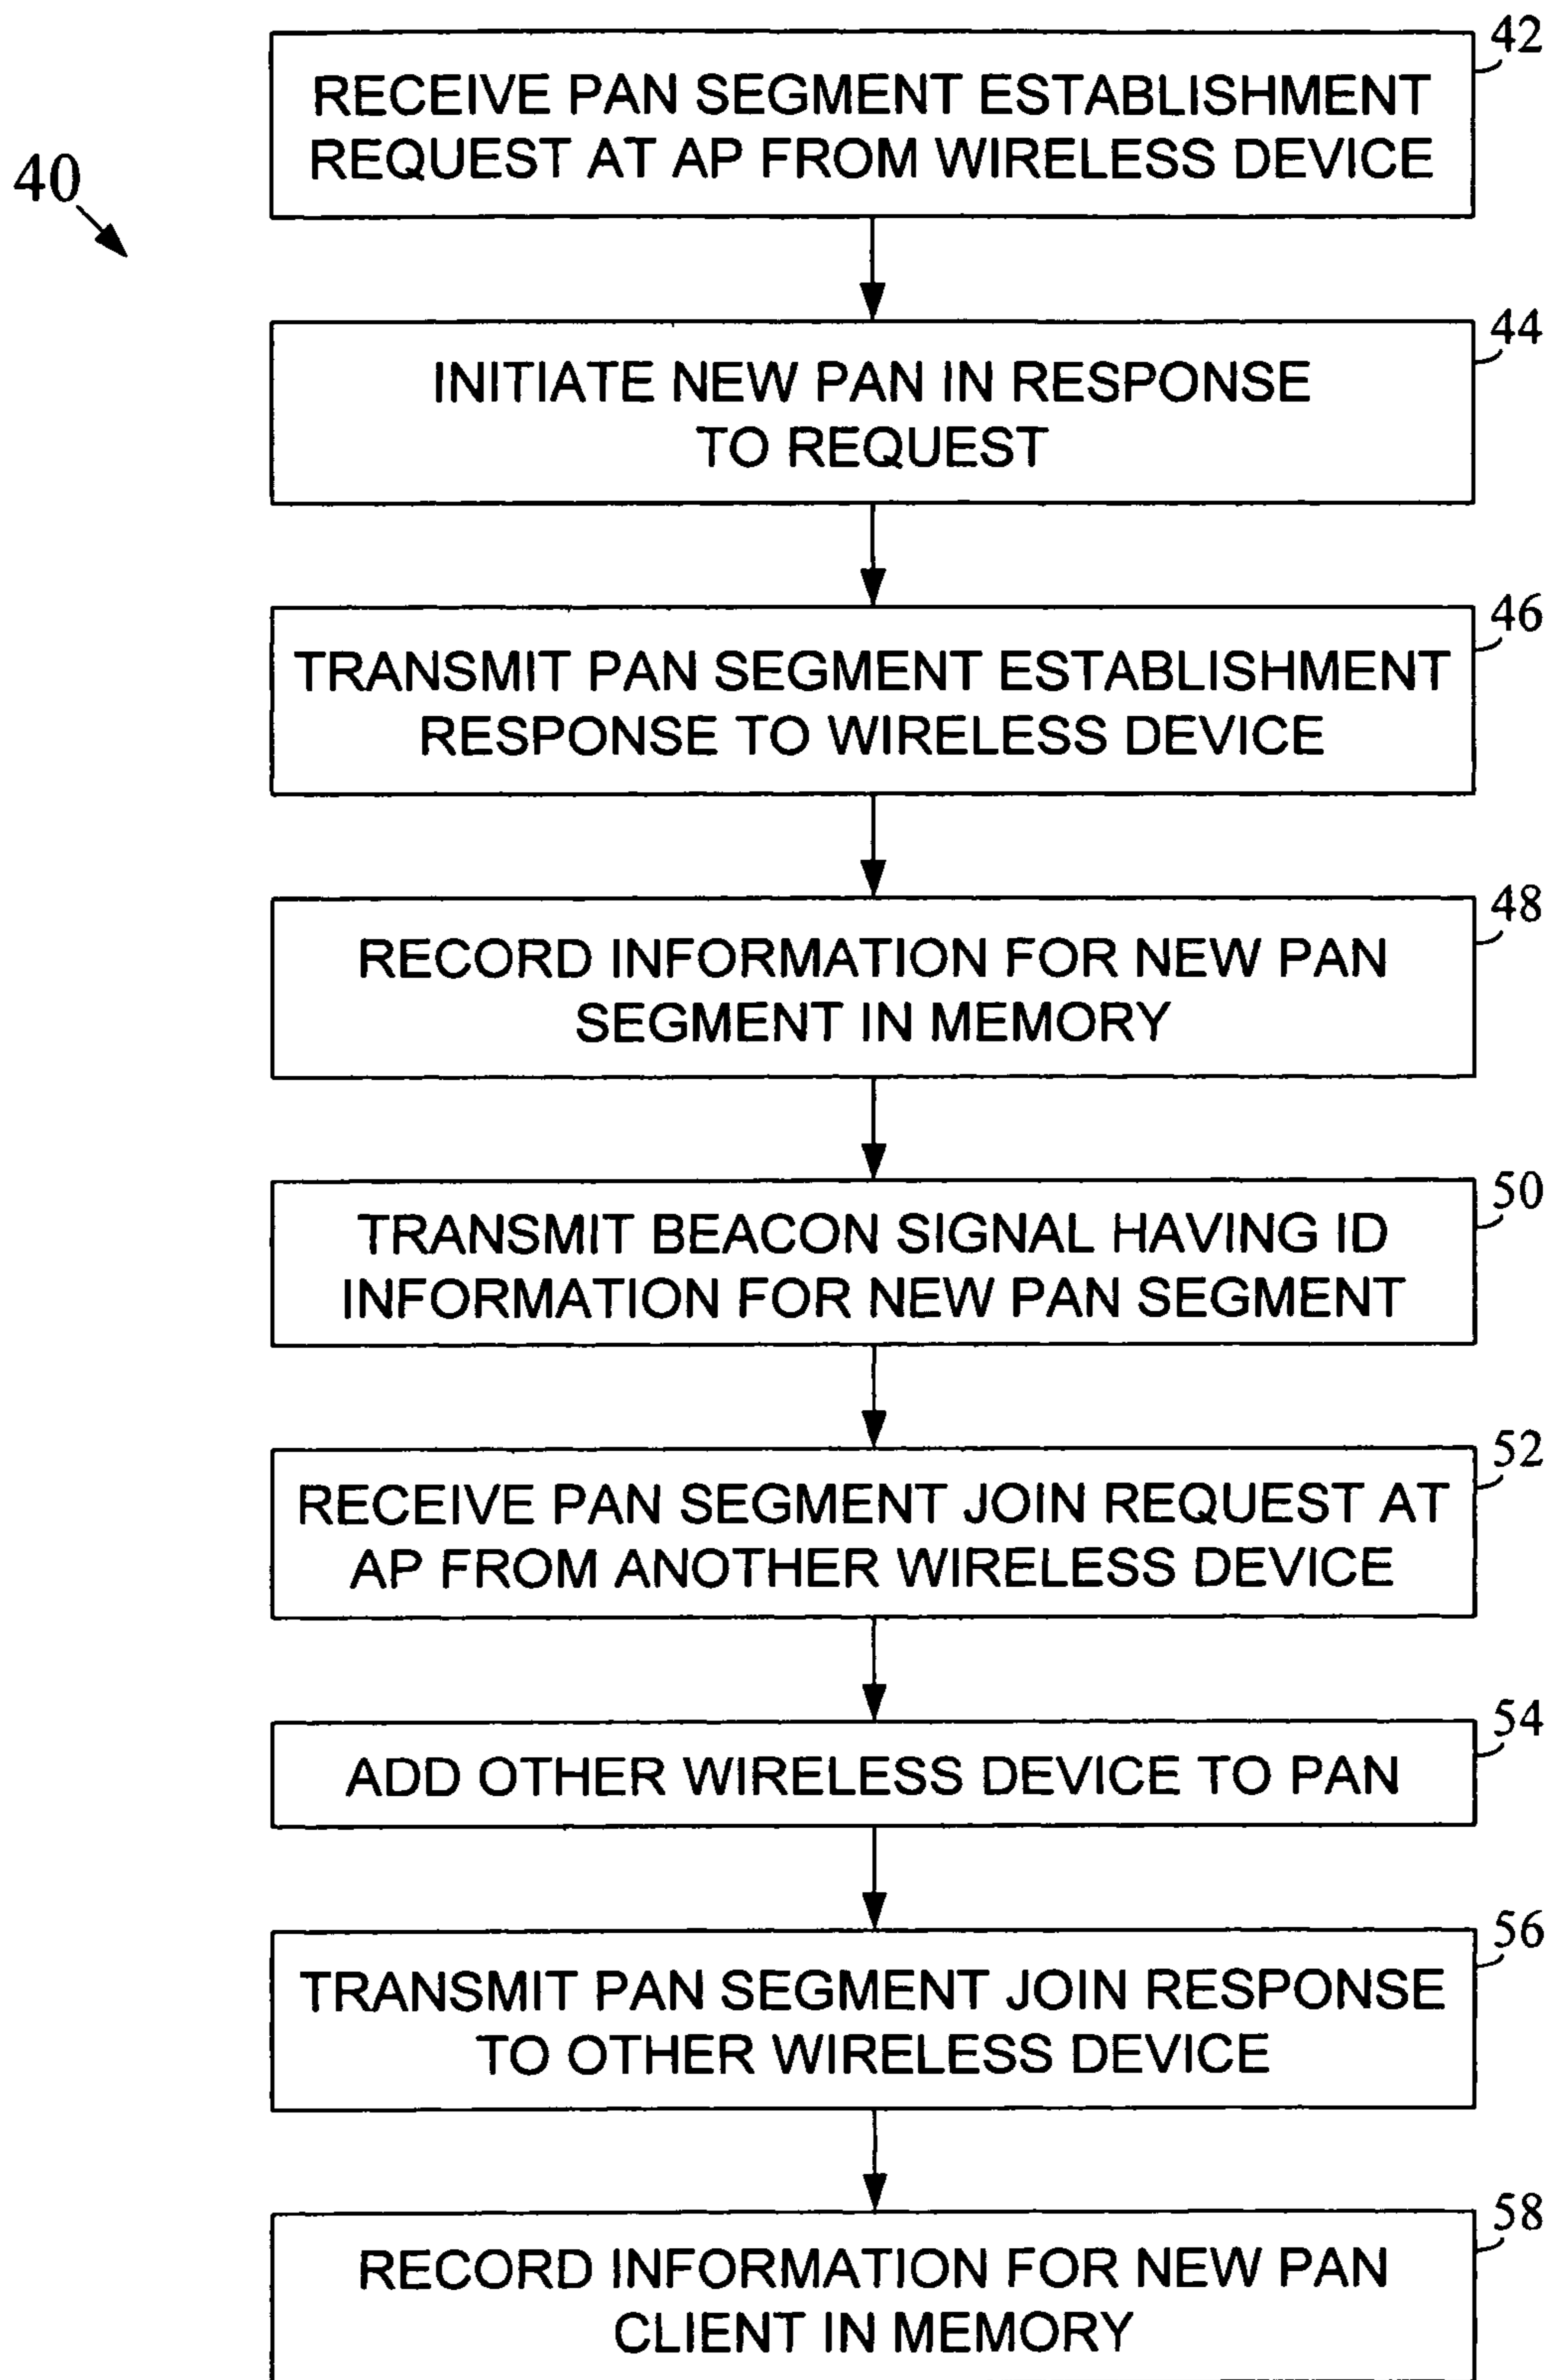 42
RECEIVE PAN SEGMENT ESTABLISHMENT
REQUEST AT AP FROM WIRELESS DEVICE
40
44
INITIATE NEW PAN IN RESPONSE
TO REQUEST
46
TRANSMIT PAN SEGMENT ESTABLISHMENT
RESPONSE TO WIRELESS DEVICE
48
RECORD INFORMATION FOR NEW PAN
SEGMENT IN MEMORY
50
TRANSMIT BEACON SIGNAL HAVING ID
INFORMATION FOR NEW PAN SEGMENT
52
RECEIVE PAN SEGMENT JOIN REQUEST AT
AP FROM ANOTHER WIRELESS DEVICE
54
ADD OTHER WIRELESS DEVICE TO PAN
56
TRANSMIT PAN SEGMENT JOIN RESPONSE
TO OTHER WIRELESS DEVICE
58
RECORD INFORMATION FOR NEW PAN
CLIENT IN MEMORY